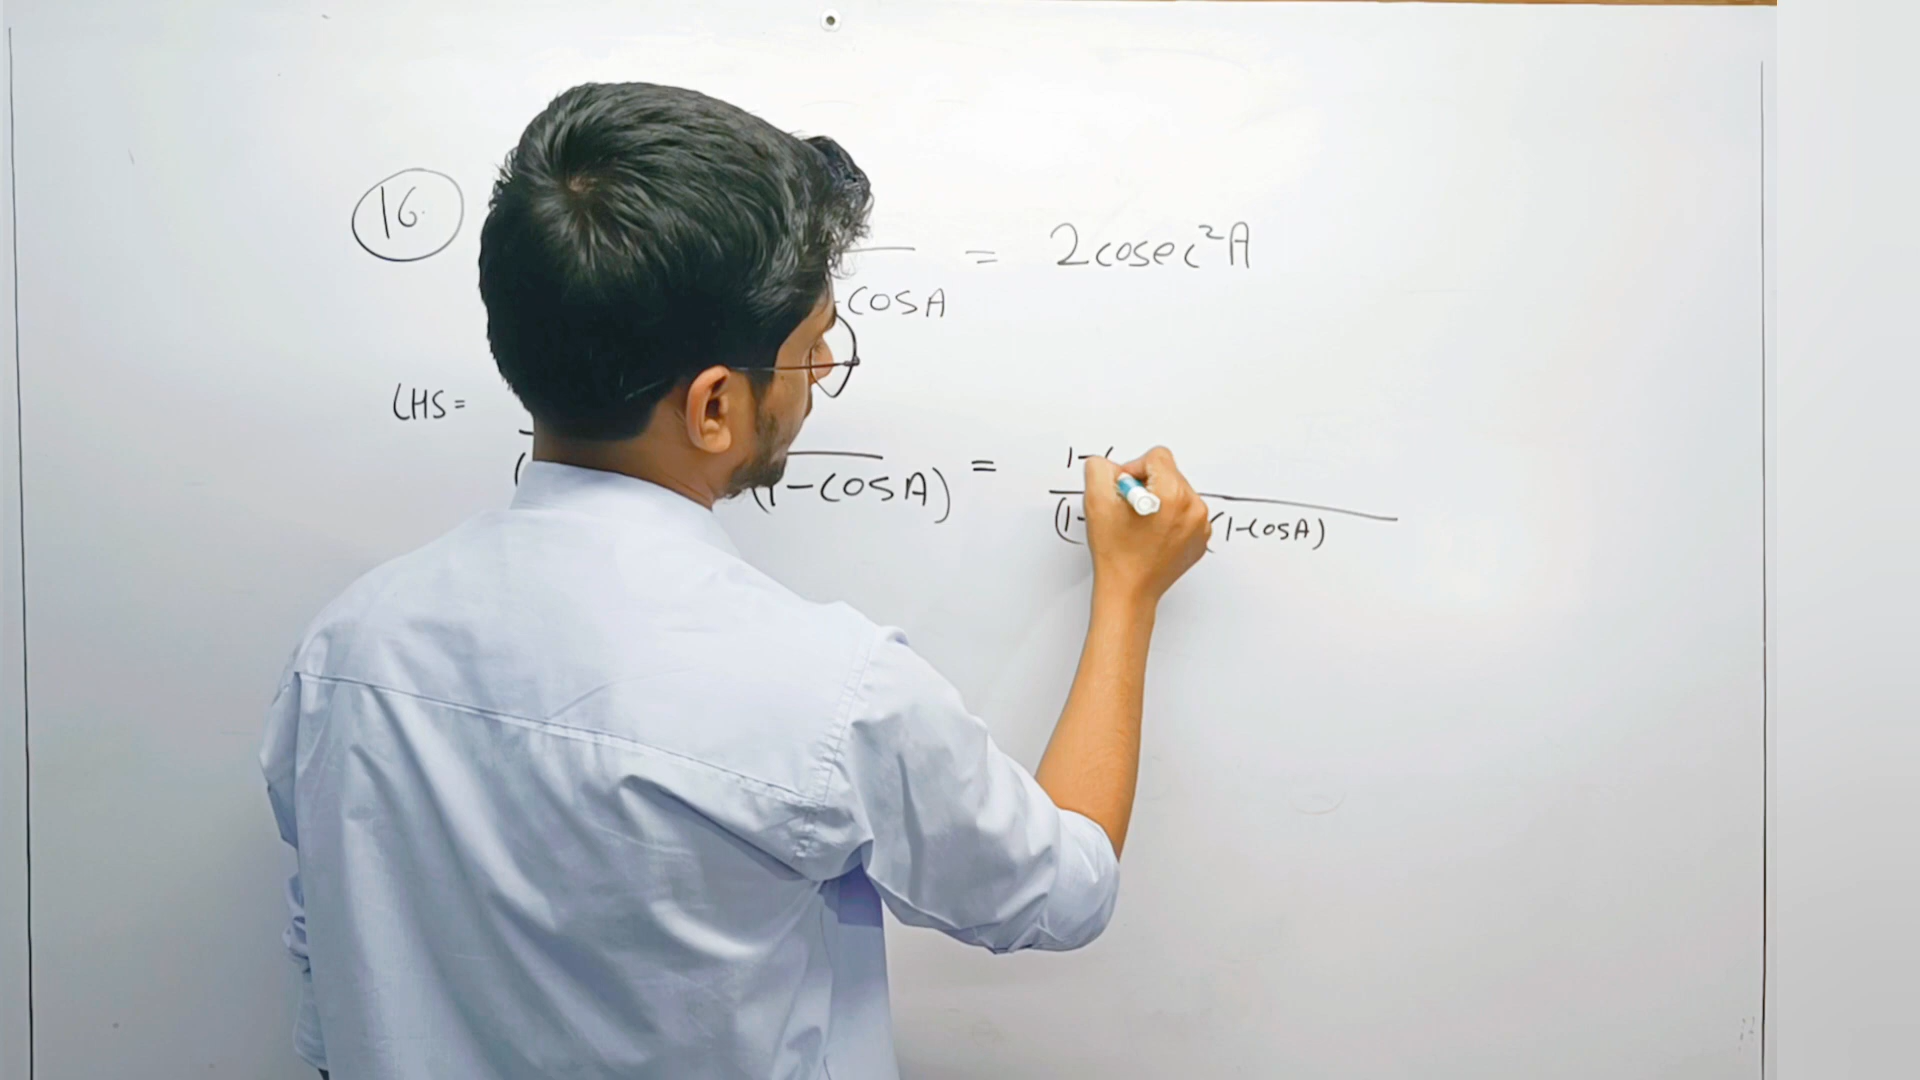 16.
= 2cosec²A
-COSA
LHS =
( (1-COSA) = 1-(
(1- (1-COSA)